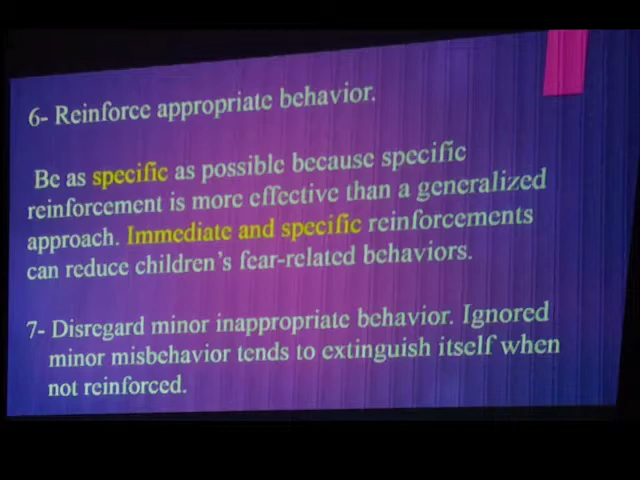 6- Reinforce appropriate behavior.
Be as specific as possible because specific
reinforcement is more effective than a generalized
approach. Immediate and specific reinforcements
can reduce children's fear-related behaviors.
7- Disregard minor inappropriate behavior. Ignored
minor misbehavior tends to extinguish itself when
not reinforced.